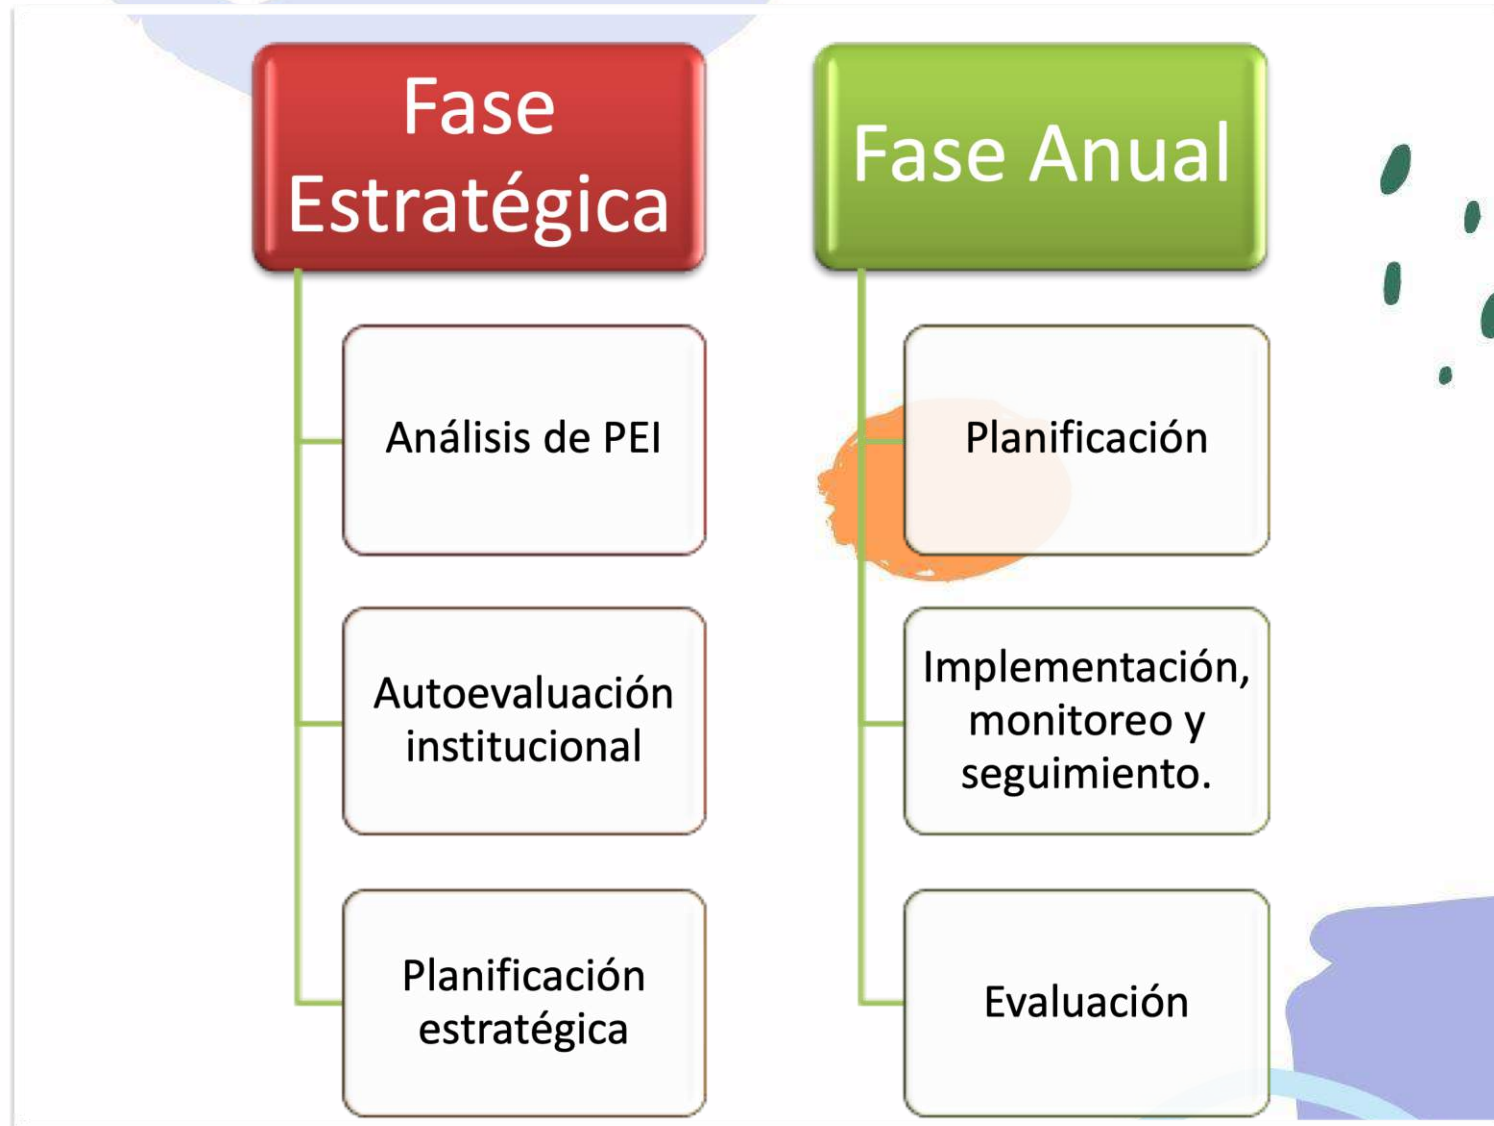 Fase
Estratégica
Análisis de PEI
Autoevaluación
institucional
Planificación
estratégica
Fase Anual
Planificación
Implementación,
monitoreo y
seguimiento.
Evaluación